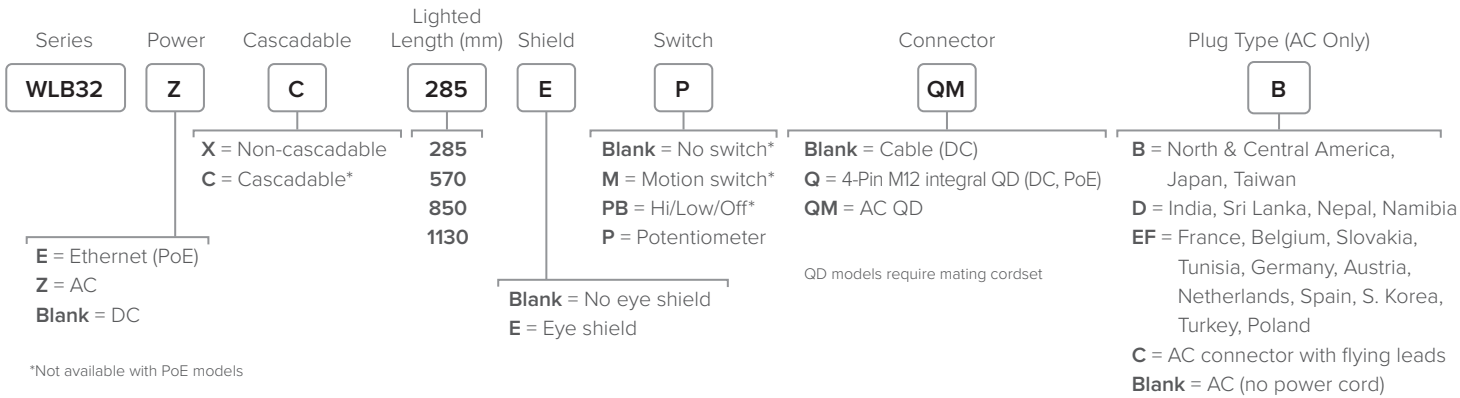 Series
Power
Cascadable
Lighted
Length (mm)
Shield
Switch
Connector
Plug Type (AC Only)
WLB32
Z
C
285
E
P
QM
B
E = Ethernet (PoE)
Z = AC
Blank = DC
X = Non-cascadable
C = Cascadable*
285
570
850
1130
Blank = No eye shield
E = Eye shield
Blank = No switch*
M = Motion switch*
PB = Hi/Low/Off*
P = Potentiometer
Blank = Cable (DC)
Q = 4-Pin M12 integral QD (DC, PoE)
QM = AC QD
QD models require mating cordset
B = North & Central America,
Japan, Taiwan
D = India, Sri Lanka, Nepal, Namibia
EF = France, Belgium, Slovakia,
Tunisia, Germany, Austria,
Netherlands, Spain, S. Korea,
Turkey, Poland
C = AC connector with flying leads
Blank = AC (no power cord)
*Not available with PoE models